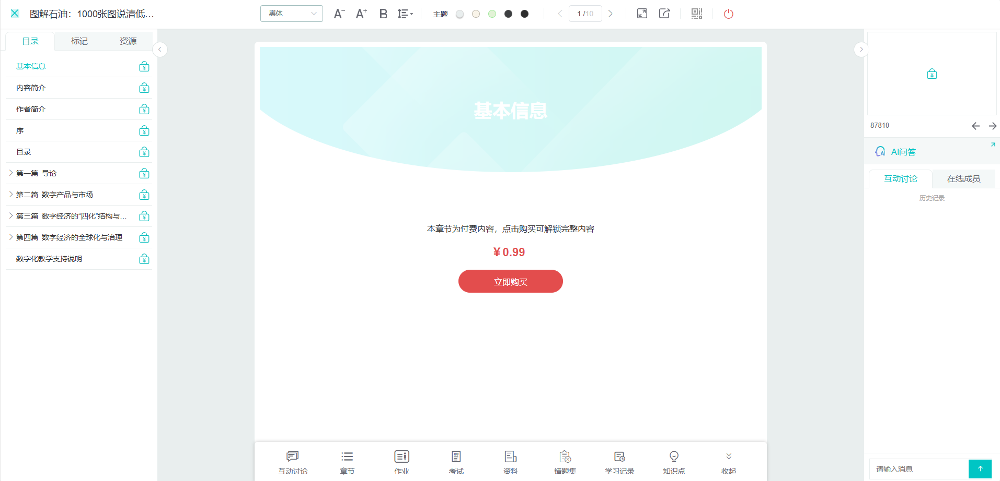 图解石油：1000张图说清低...
黑体
A- A+ B
主题
1 /10
目录 标记 资源
基本信息
内容简介
作者简介
序
目录
第一篇 导论
第二篇 数字产品与市场
第三篇 数字经济的“四化”结构与...
第四篇 数字经济的全球化与治理
数字化教学支持说明
基本信息
本章节为付费内容，点击购买可解锁完整内容
¥ 0.99
立即购买
互动讨论 章节 作业 考试 资料 错题集 学习记录 知识点 收起
87810
AI问答
互动讨论 在线成员
历史记录
请输入消息